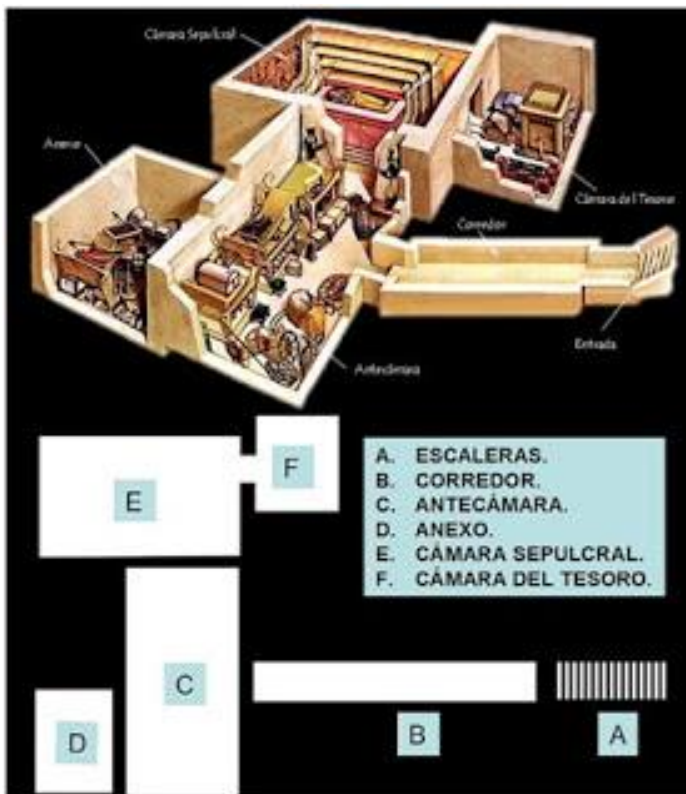 Cámara Sepulcral
Anexo
Cámara del Tesoro
Corredor
Entrada
Antecámara
A. ESCALERAS.
B. CORREDOR.
C. ANTECÁMARA.
D. ANEXO.
E. CÁMARA SEPULCRAL.
F. CÁMARA DEL TESORO.
F
E
C
D
B
A